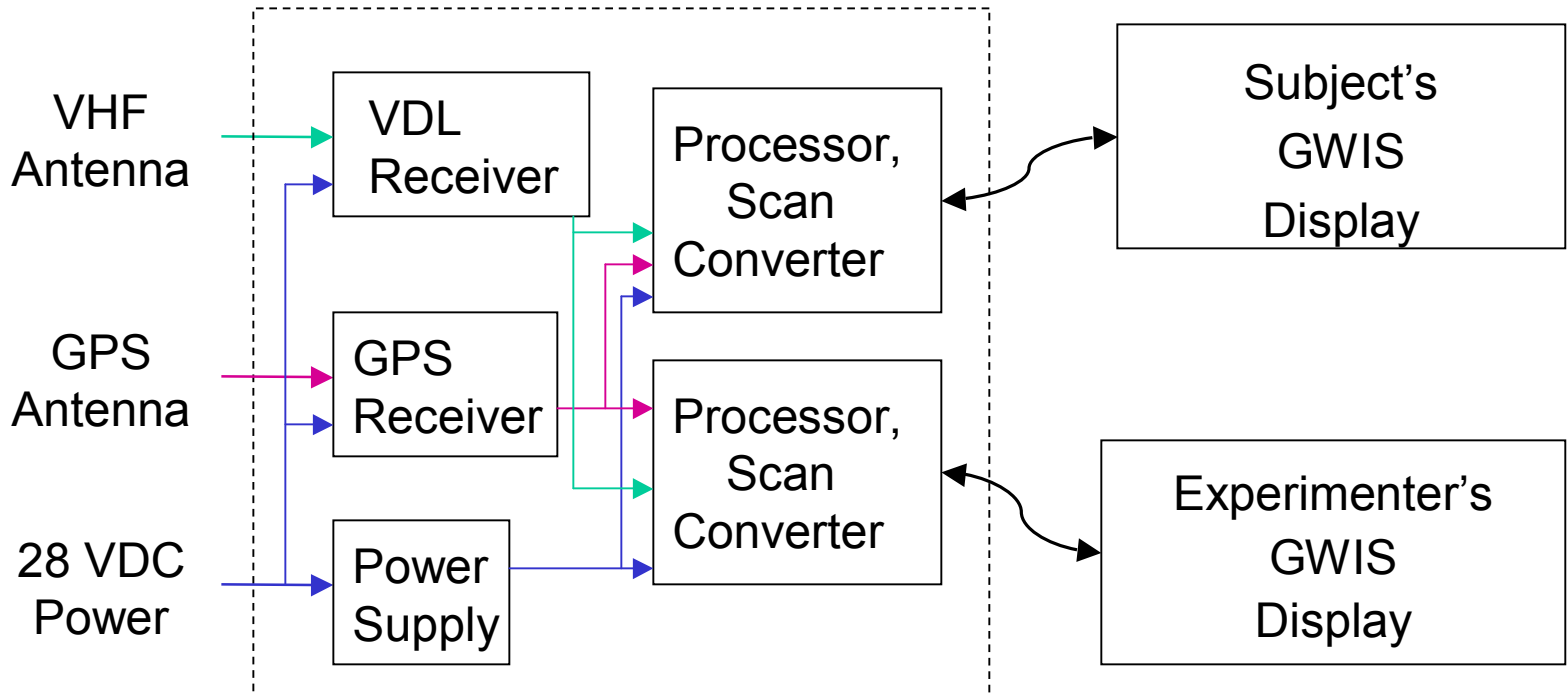 VHF
Antenna
GPS
Antenna
28 VDC
Power
VDL
Receiver
GPS
Receiver
Power
Supply
Processor,
Scan
Converter
Processor,
Scan
Converter
Subject's
GWIS
Display
Experimenter's
GWIS
Display